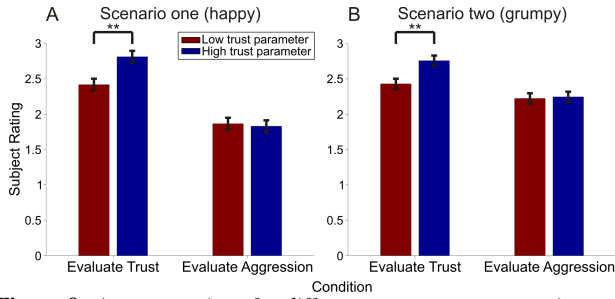 A Scenario one (happy)
B Scenario two (grumpy)
**
**
Low trust parameter
High trust parameter
Subject Rating
3
2.5
2
1.5
1
0.5
0
3
2.5
2
1.5
1
0.5
0
Evaluate Trust Evaluate Aggression
Evaluate Trust Evaluate Aggression
Condition